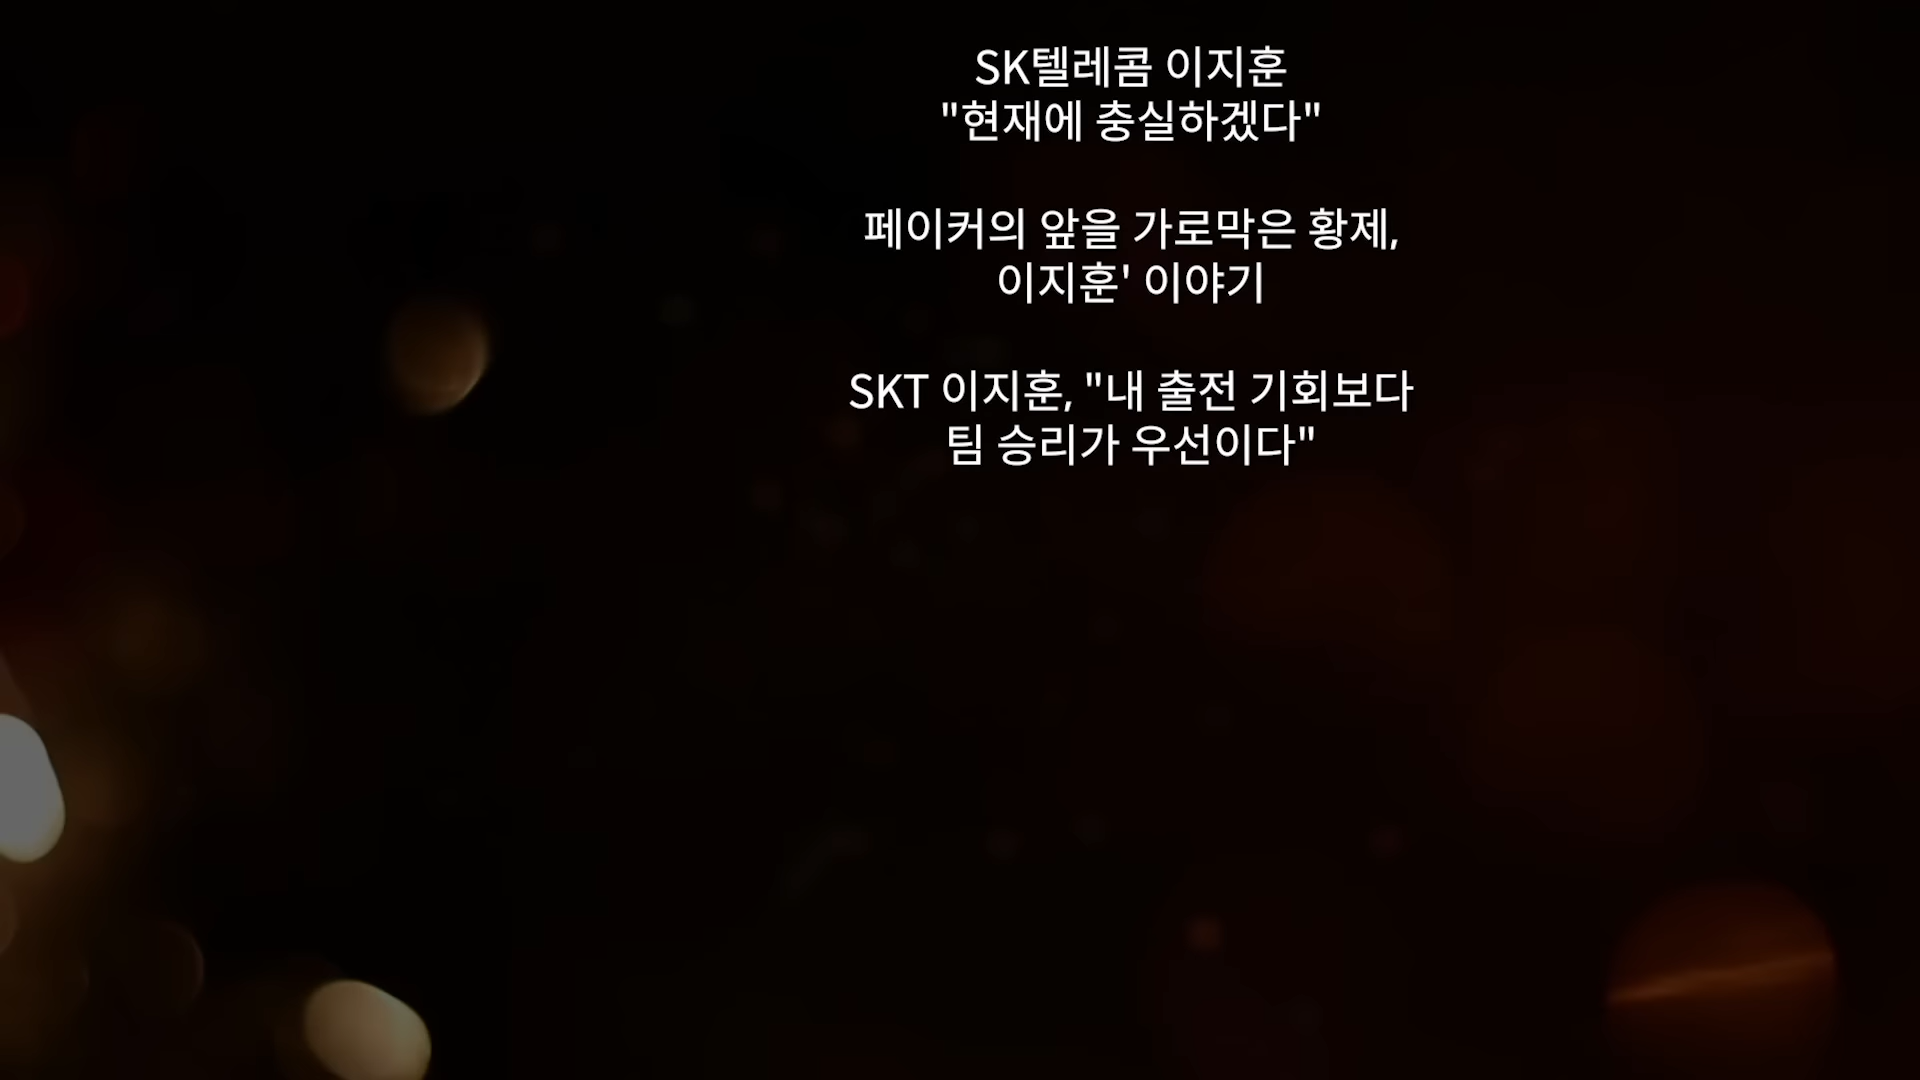 SK텔레콤 이지훈
"현재에 충실하겠다"
페이커의 앞을 가로막은 황제,
이지훈' 이야기
SKT 이지훈, "내 출전 기회보다
팀 승리가 우선이다"